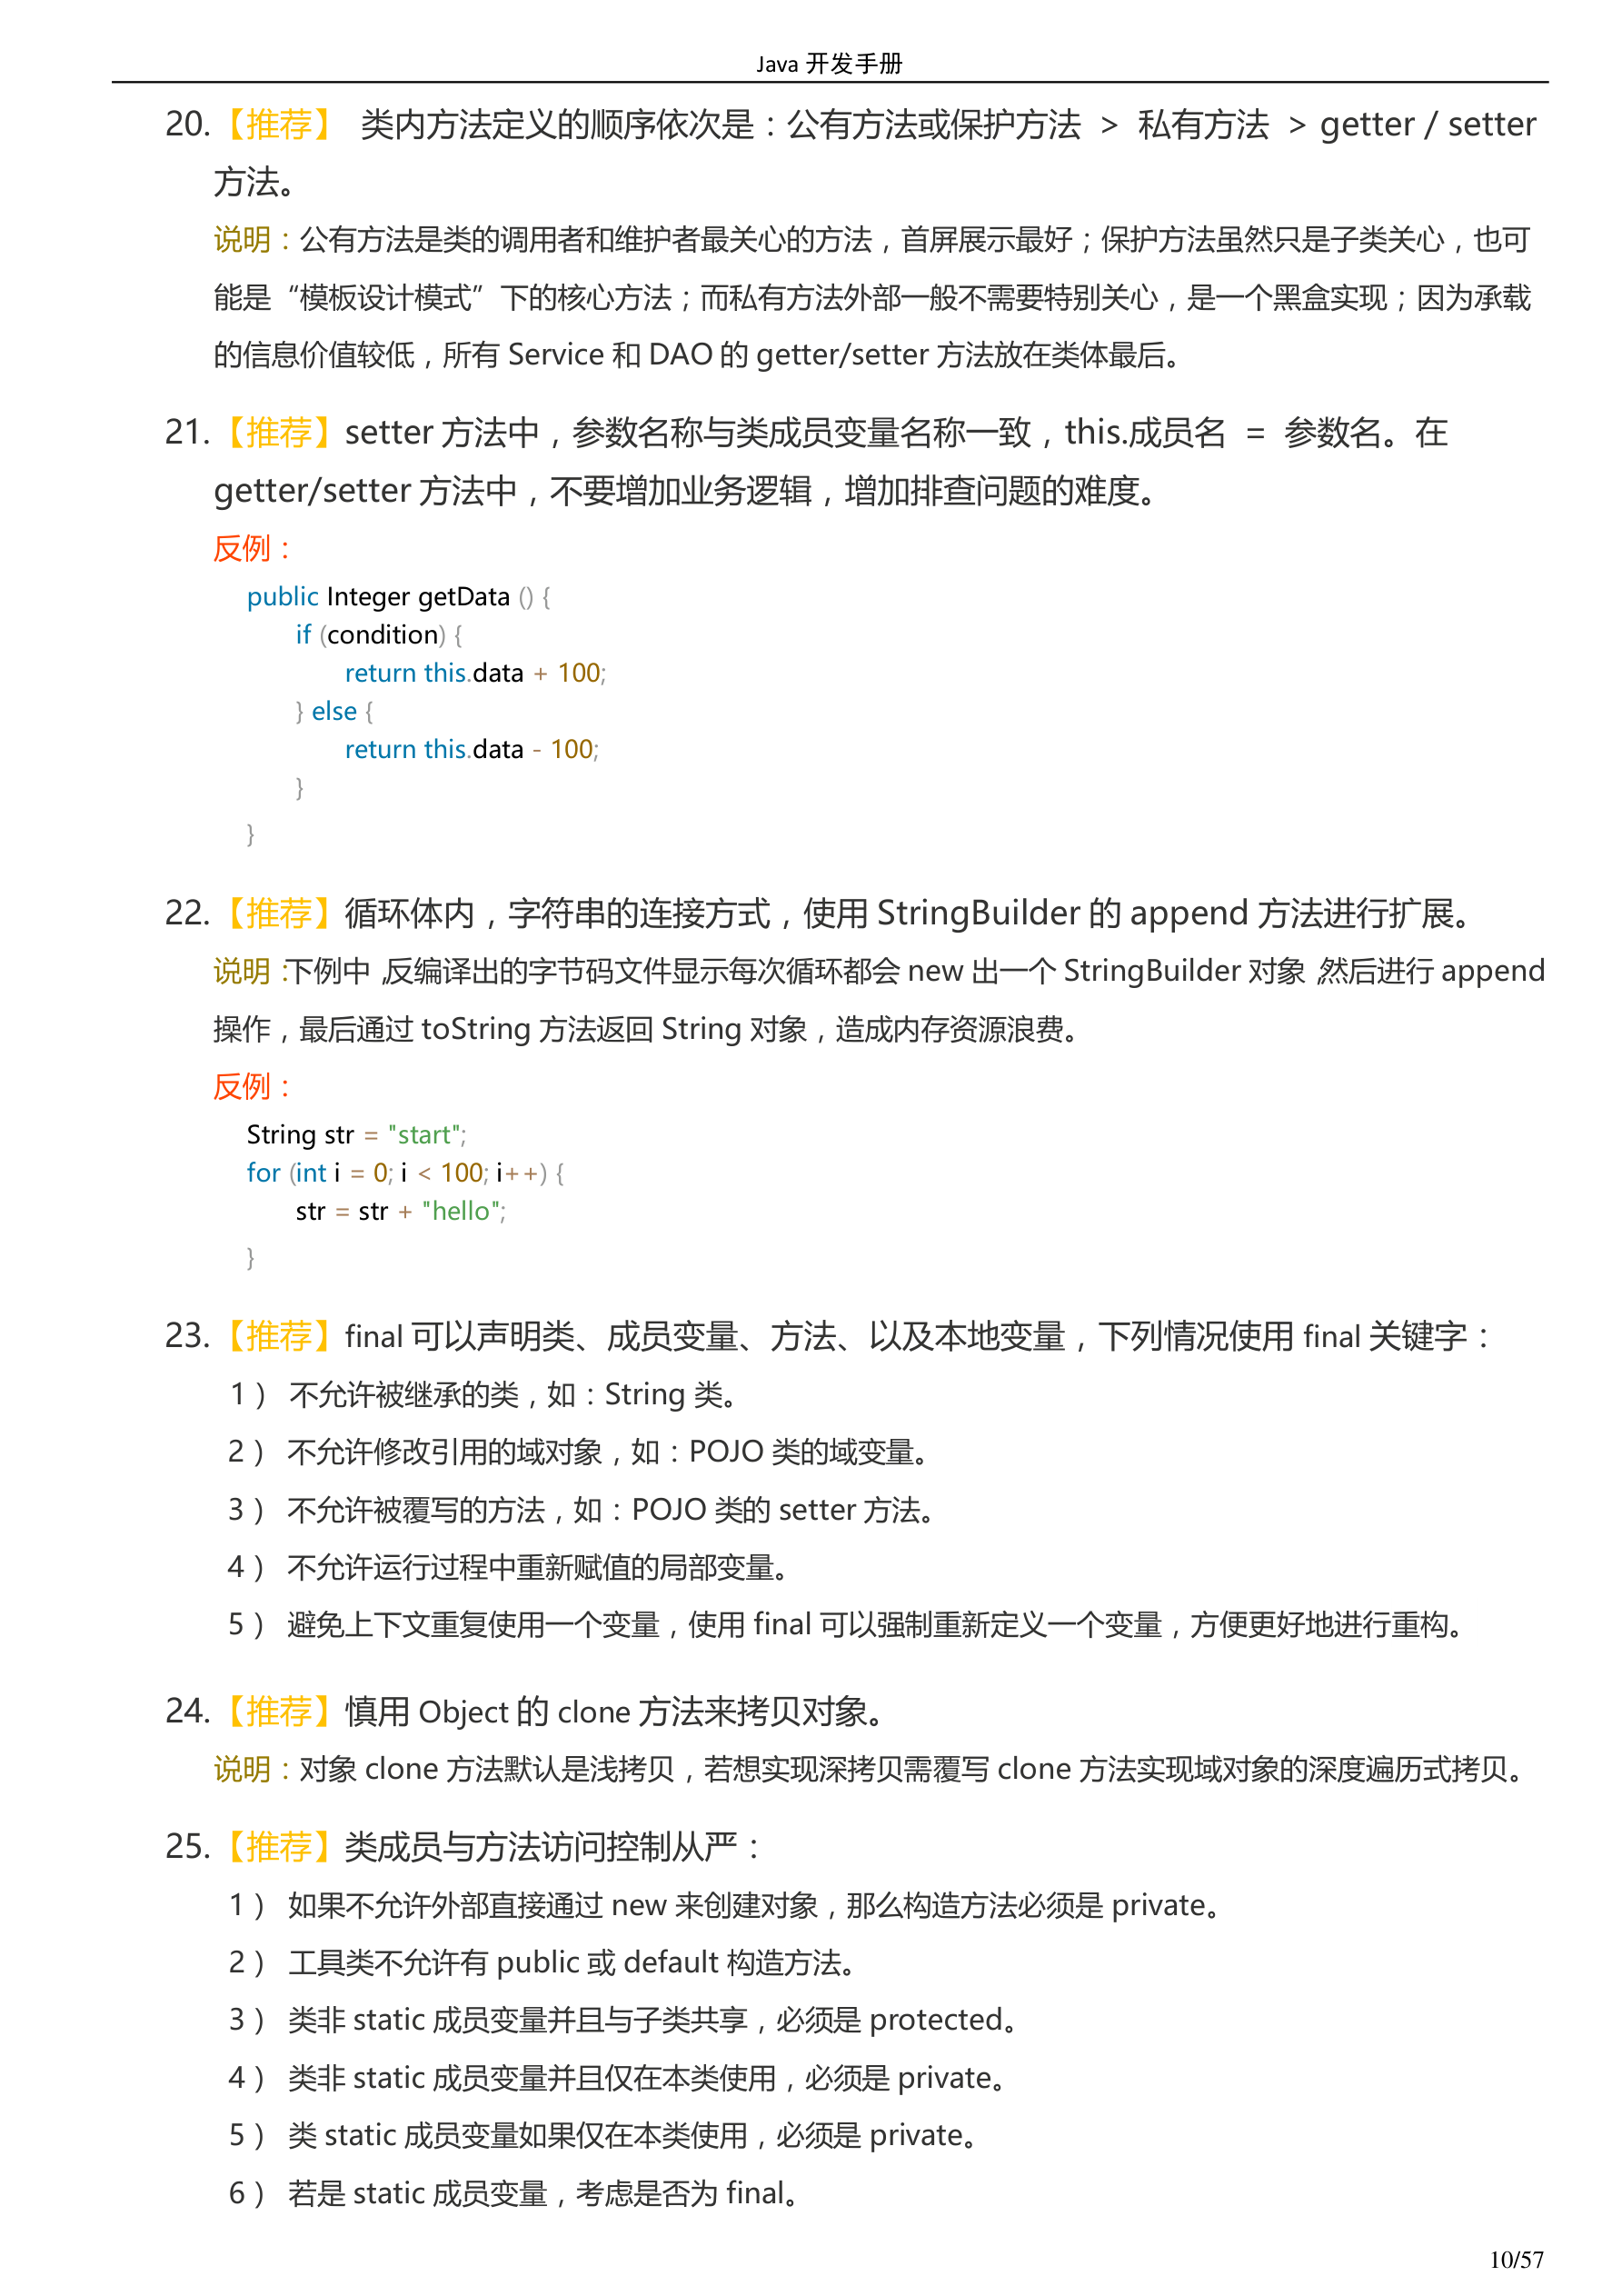 Java 开发手册
20.【推荐】 类内方法定义的顺序依次是：公有方法或保护方法 > 私有方法 > getter / setter
方法。
说明：公有方法是类的调用者和维护者最关心的方法，首屏展示最好；保护方法虽然只是子类关心，也可
能是“模板设计模式”下的核心方法；而私有方法外部一般不需要特别关心，是一个黑盒实现；因为承载
的信息价值较低，所有 Service 和 DAO 的 getter/setter 方法放在类体最后。
21.【推荐】setter 方法中，参数名称与类成员变量名称一致，this.成员名 = 参数名。在
getter/setter 方法中，不要增加业务逻辑，增加排查问题的难度。
反例：
public Integer getData () {
if (condition) {
return this.data + 100;
} else {
return this.data - 100;
}
}
22.【推荐】循环体内，字符串的连接方式，使用 StringBuilder 的 append 方法进行扩展。
说明：下例中，反编译出的字节码文件显示每次循环都会 new 出一个 StringBuilder 对象，然后进行 append
操作，最后通过 toString 方法返回 String 对象，造成内存资源浪费。
反例：
String str = "start";
for (int i = 0; i < 100; i++) {
str = str + "hello";
}
23.【推荐】final 可以声明类、成员变量、方法、以及本地变量，下列情况使用 final 关键字：
1） 不允许被继承的类，如：String 类。
2） 不允许修改引用的域对象，如：POJO 类的域变量。
3） 不允许被覆写的方法，如：POJO 类的 setter 方法。
4） 不允许运行过程中重新赋值的局部变量。
5） 避免上下文重复使用一个变量，使用 final 可以强制重新定义一个变量，方便更好地进行重构。
24.【推荐】慎用 Object 的 clone 方法来拷贝对象。
说明：对象 clone 方法默认是浅拷贝，若想实现深拷贝需覆写 clone 方法实现域对象的深度遍历式拷贝。
25.【推荐】类成员与方法访问控制从严：
1） 如果不允许外部直接通过 new 来创建对象，那么构造方法必须是 private。
2） 工具类不允许有 public 或 default 构造方法。
3） 类非 static 成员变量并且与子类共享，必须是 protected。
4） 类非 static 成员变量并且仅在本类使用，必须是 private。
5） 类 static 成员变量如果仅在本类使用，必须是 private。
6） 若是 static 成员变量，考虑是否为 final。
10/57